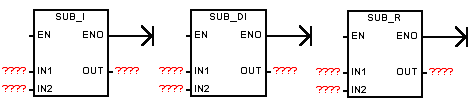 SUB_I SUB_DI SUB_R
EN ENO EN ENO EN ENO
???? IN1 OUT ???? ???? IN1 OUT ???? ???? IN1 OUT ????
???? IN2 ???? IN2 ???? IN2